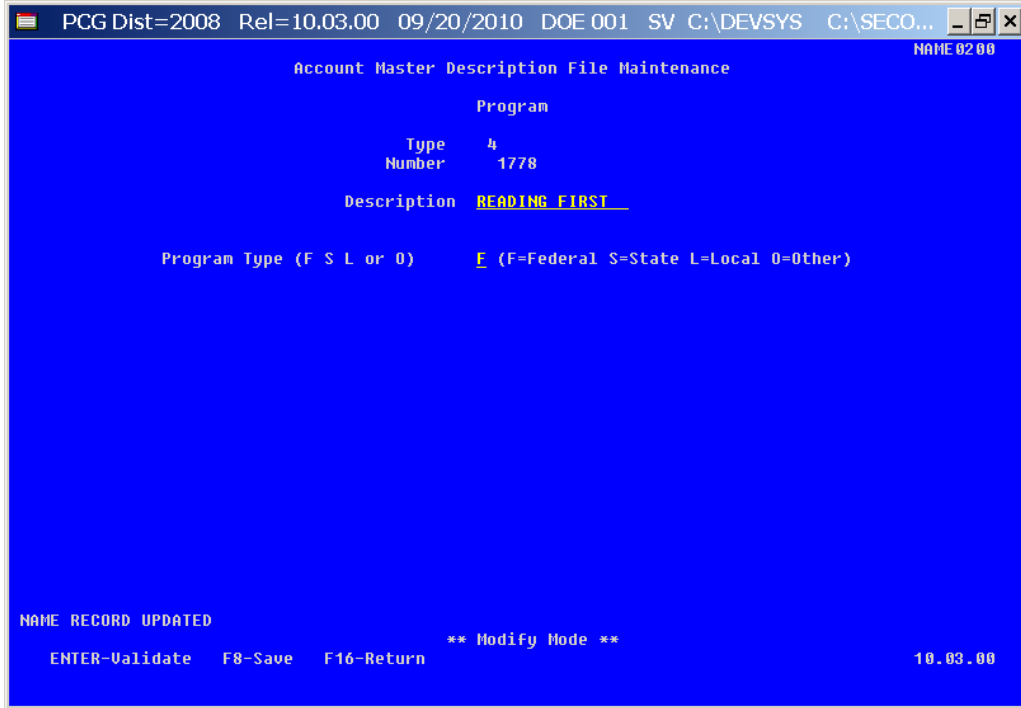 PCG Dist=2008 Rel=10.03.00 09/20/2010 DOE 001 SV C:\DEVSYS C:\SECO...
NAME0200
Account Master Description File Maintenance
Program
Type 4
Number 1778
Description READING FIRST
Program Type (F S L or O) F (F=Federal S=State L=Local O=Other)
NAME RECORD UPDATED
** Modify Mode **
ENTER-Validate F8-Save F16-Return 10.03.00